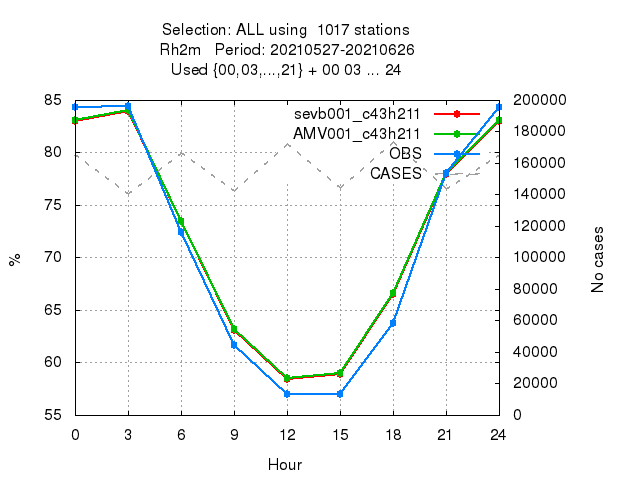 Selection: ALL using  1017 stations
Rh2m   Period: 20210527-20210626
Used {00,03,...,21} + 00 03 ... 24
85 200000
sevb001_c43h211
180000
AMV001_c43h211
80 OBS 160000
CASES
140000
75
120000
70 100000
%
No cases
80000
65
60000
60 40000
20000
55 0
0 3 6 9 12 15 18 21 24
Hour